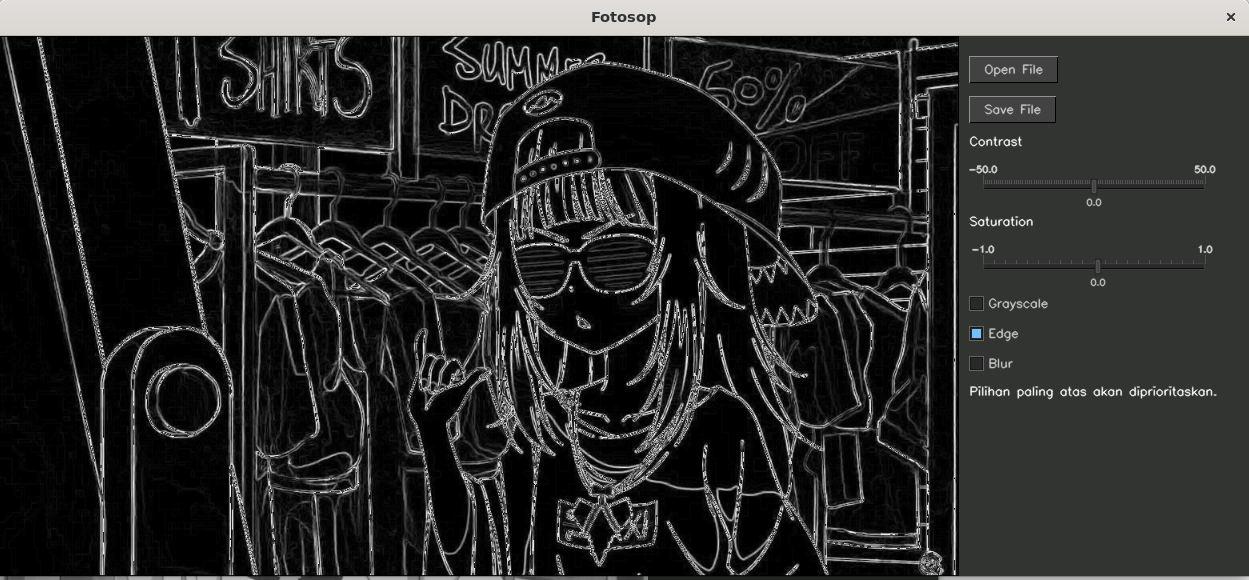 Fotosop
SHIRTS
SUMM
DR
50%
OFF
Open File
Save File
Contrast
-50.0 50.0
0.0
Saturation
-1.0 1.0
0.0
Grayscale
Edge
Blur
Pilihan paling atas akan diprioritaskan.